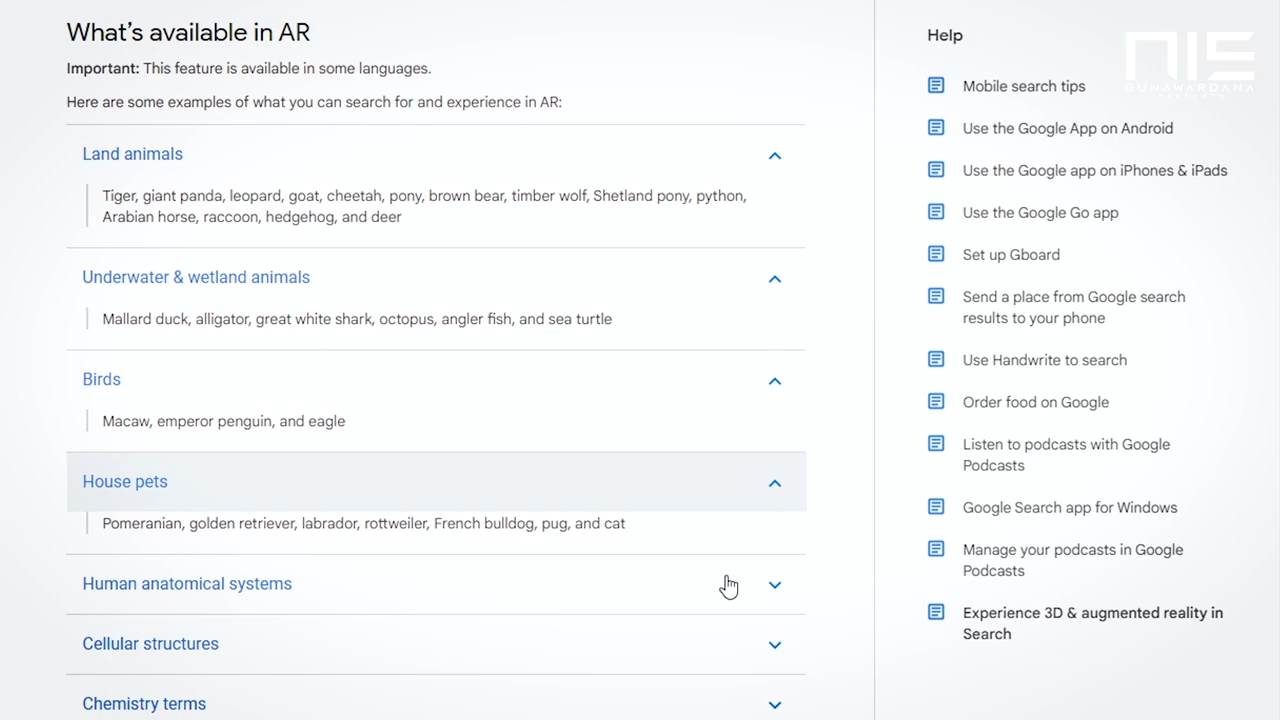 What's available in AR
Important: This feature is available in some languages.
Here are some examples of what you can search for and experience in AR:
Land animals
Tiger, giant panda, leopard, goat, cheetah, pony, brown bear, timber wolf, Shetland pony, python,
Arabian horse, raccoon, hedgehog, and deer
Underwater & wetland animals
Mallard duck, alligator, great white shark, octopus, angler fish, and sea turtle
Birds
Macaw, emperor penguin, and eagle
House pets
Pomeranian, golden retriever, labrador, rottweiler, French bulldog, pug, and cat
Human anatomical systems
Cellular structures
Chemistry terms
Help
Mobile search tips
Use the Google App on Android
Use the Google app on iPhones & iPads
Use the Google Go app
Set up Gboard
Send a place from Google search
results to your phone
Use Handwrite to search
Order food on Google
Listen to podcasts with Google
Podcasts
Google Search app for Windows
Manage your podcasts in Google
Podcasts
Experience 3D & augmented reality in
Search
GUNAWARDANA